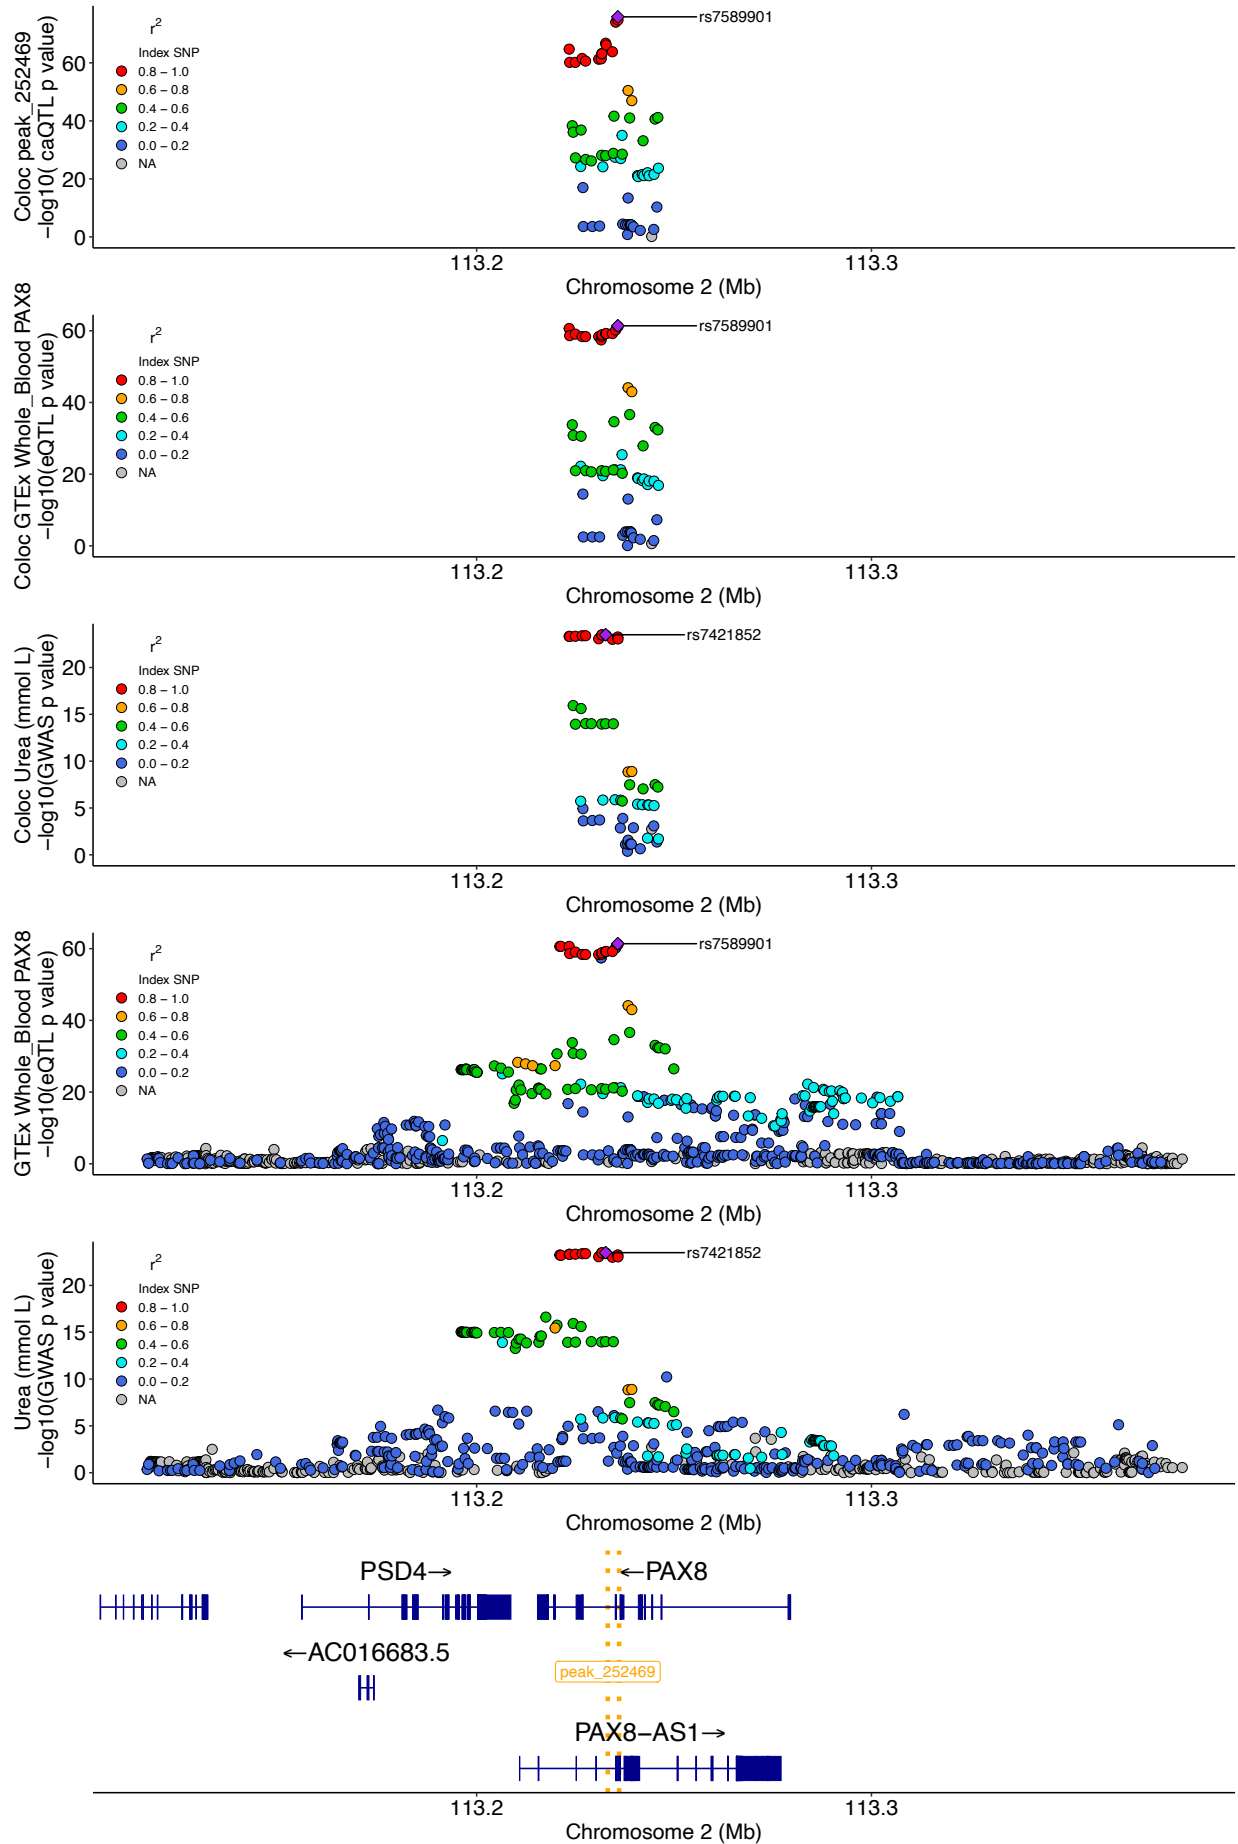 Coloc peak_252469
−log10( caQTL p value)
r2
Index SNP
0.8 − 1.0
0.6 − 0.8
0.4 − 0.6
0.2 − 0.4
0.0 − 0.2
NA
60
40
20
0
rs7589901
113.2
113.3
Chromosome 2 (Mb)
Coloc GTEx Whole_Blood PAX8
−log10(eQTL p value)
r2
Index SNP
0.8 − 1.0
0.6 − 0.8
0.4 − 0.6
0.2 − 0.4
0.0 − 0.2
NA
60
40
20
0
rs7589901
113.2
113.3
Chromosome 2 (Mb)
Coloc Urea (mmol L)
−log10(GWAS p value)
r2
Index SNP
0.8 − 1.0
0.6 − 0.8
0.4 − 0.6
0.2 − 0.4
0.0 − 0.2
NA
20
15
10
5
0
rs7421852
113.2
113.3
Chromosome 2 (Mb)
GTEx Whole_Blood PAX8
−log10(eQTL p value)
r2
Index SNP
0.8 − 1.0
0.6 − 0.8
0.4 − 0.6
0.2 − 0.4
0.0 − 0.2
NA
60
40
20
0
rs7589901
113.2
113.3
Chromosome 2 (Mb)
Urea (mmol L)
−log10(GWAS p value)
r2
Index SNP
0.8 − 1.0
0.6 − 0.8
0.4 − 0.6
0.2 − 0.4
0.0 − 0.2
NA
20
15
10
5
0
rs7421852
113.2
113.3
Chromosome 2 (Mb)
PSD4→
←PAX8
←AC016683.5
peak_252469
PAX8−AS1→
113.2
113.3
Chromosome 2 (Mb)